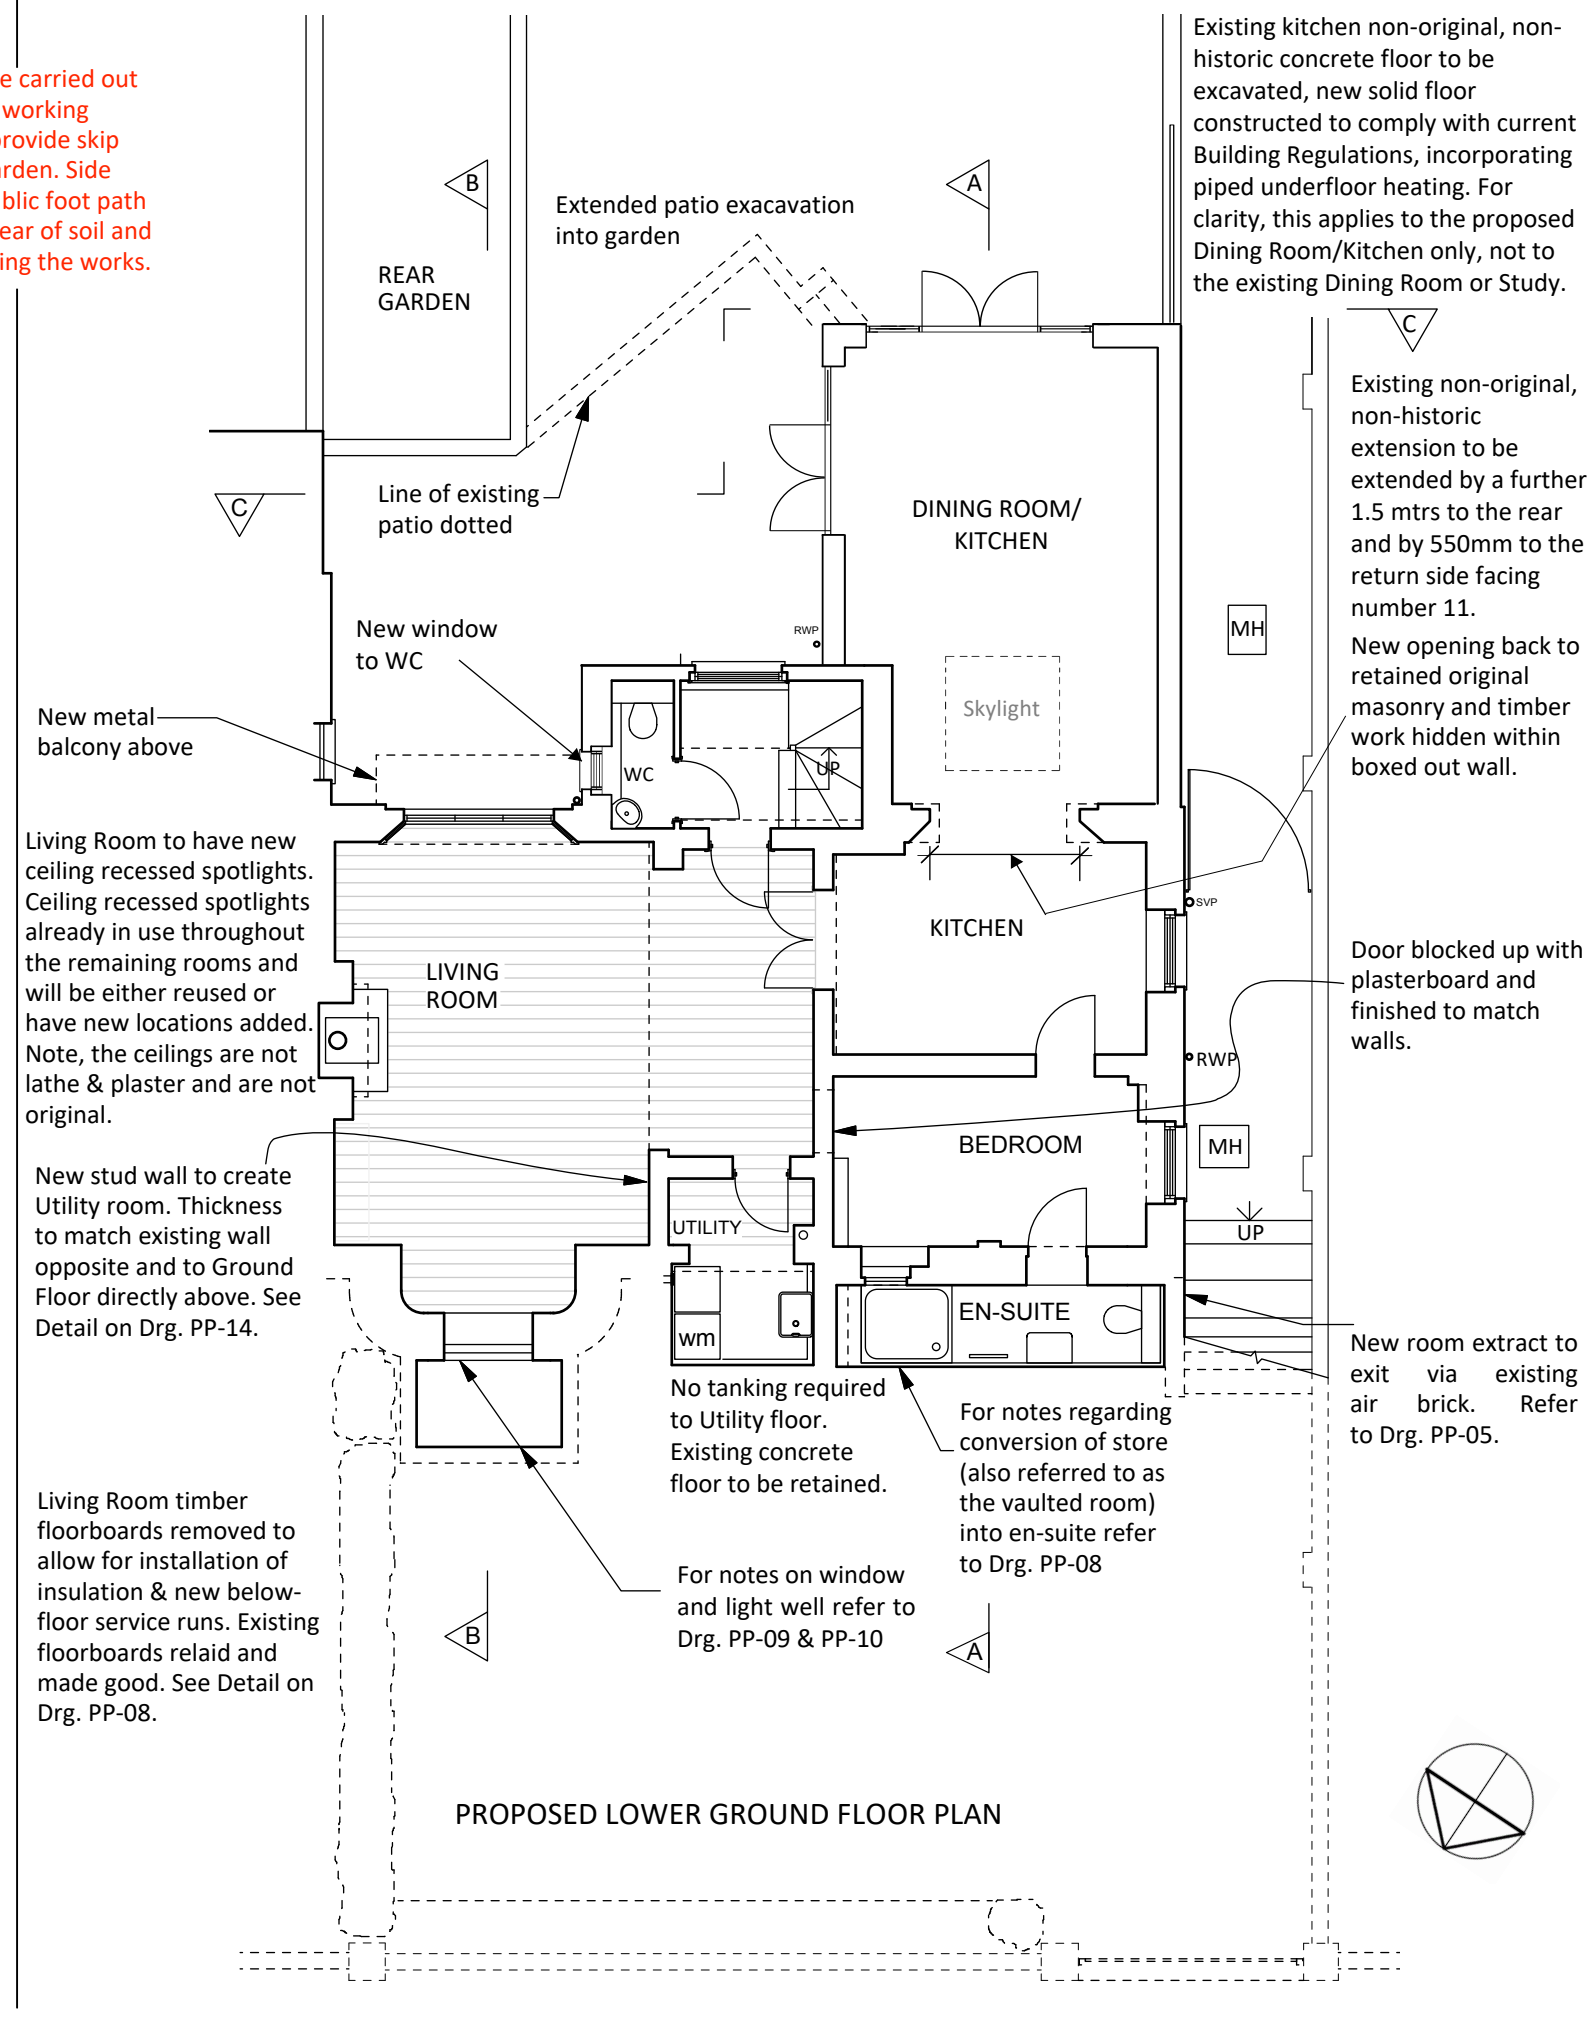 e carried out
working
provide skip
arden. Side
blic foot path
ear of soil and
ing the works.
Existing kitchen non-original, non-
historic concrete floor to be
excavated, new solid floor
constructed to comply with current
Building Regulations, incorporating
piped underfloor heating. For
clarity, this applies to the proposed
Dining Room/Kitchen only, not to
the existing Dining Room or Study.
B
A
Extended patio exacavation
into garden
REAR
GARDEN
C
C
Existing non-original,
non-historic
extension to be
extended by a further
1.5 mtrs to the rear
and by 550mm to the
return side facing
number 11.
Line of existing
patio dotted
DINING ROOM/
KITCHEN
New window
to WC
RWP
MH
New opening back to
retained original
masonry and timber
work hidden within
boxed out wall.
Skylight
New metal
balcony above
WC
UP
Living Room to have new
ceiling recessed spotlights.
Ceiling recessed spotlights
already in use throughout
the remaining rooms and
will be either reused or
have new locations added.
Note, the ceilings are not
lathe & plaster and are not
original.
SVP
KITCHEN
LIVING
ROOM
Door blocked up with
plasterboard and
finished to match
walls.
RWP
BEDROOM
MH
New stud wall to create
Utility room. Thickness
to match existing wall
opposite and to Ground
Floor directly above. See
Detail on Drg. PP-14.
UTILITY
UP
EN-SUITE
wm
New room extract to
exit via existing
air brick. Refer
to Drg. PP-05.
No tanking required
to Utility floor.
Existing concrete
floor to be retained.
For notes regarding
conversion of store
(also referred to as
the vaulted room)
into en-suite refer
to Drg. PP-08
Living Room timber
floorboards removed to
allow for installation of
insulation & new below-
floor service runs. Existing
floorboards relaid and
made good. See Detail on
Drg. PP-08.
For notes on window
and light well refer to
Drg. PP-09 & PP-10
B
A
PROPOSED LOWER GROUND FLOOR PLAN